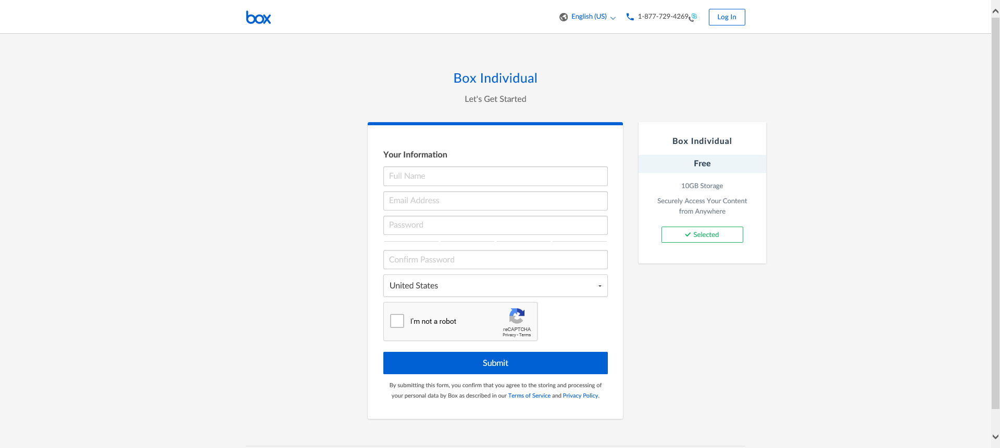 box
English (US)
1-877-729-4269
Log In
Box Individual
Let's Get Started
Your Information
Full Name
Email Address
Password
Confirm Password
United States
I'm not a robot
reCAPTCHA
Privacy - Terms
Submit
By submitting this form, you confirm that you agree to the storing and processing of
your personal data by Box as described in our Terms of Service and Privacy Policy.
Box Individual
Free
10GB Storage
Securely Access Your Content
from Anywhere
Selected